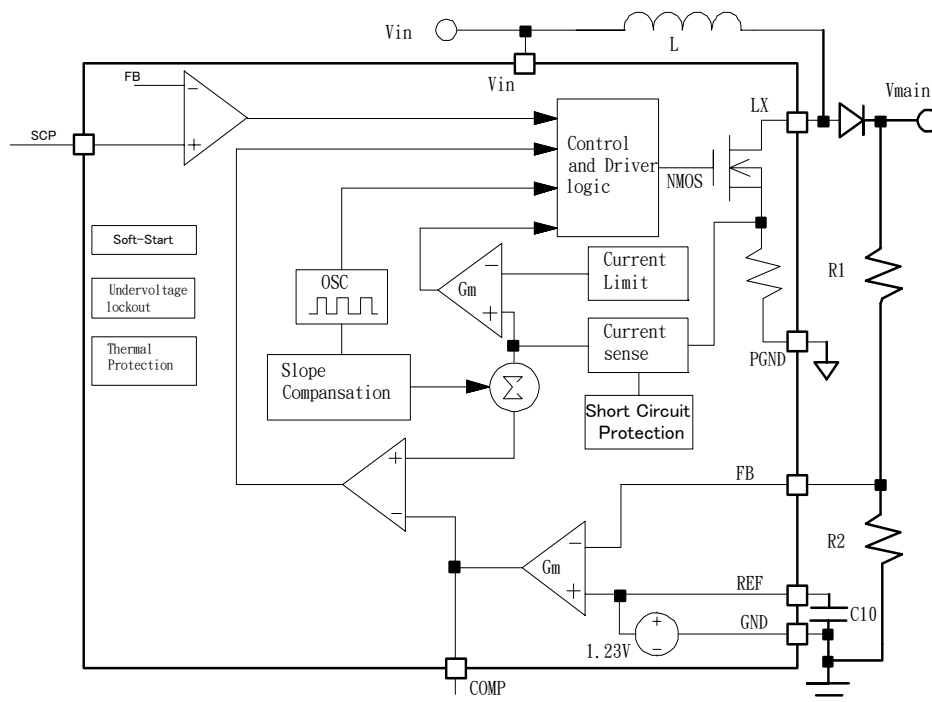 Vin
L
Vin
FB
−
SCP
+
LX
Vmain
Control
and Driver
logic
NMOS
Soft-Start
Undervoltage
lockout
Thermal
Protection
OSC
Gm
−
+
Current
Limit
Current
sense
R1
PGND
Slope
Compansation
Σ
Short Circuit
Protection
+
−
FB
R2
Gm
−
+
REF
GND
C10
1.23V
+
−
COMP